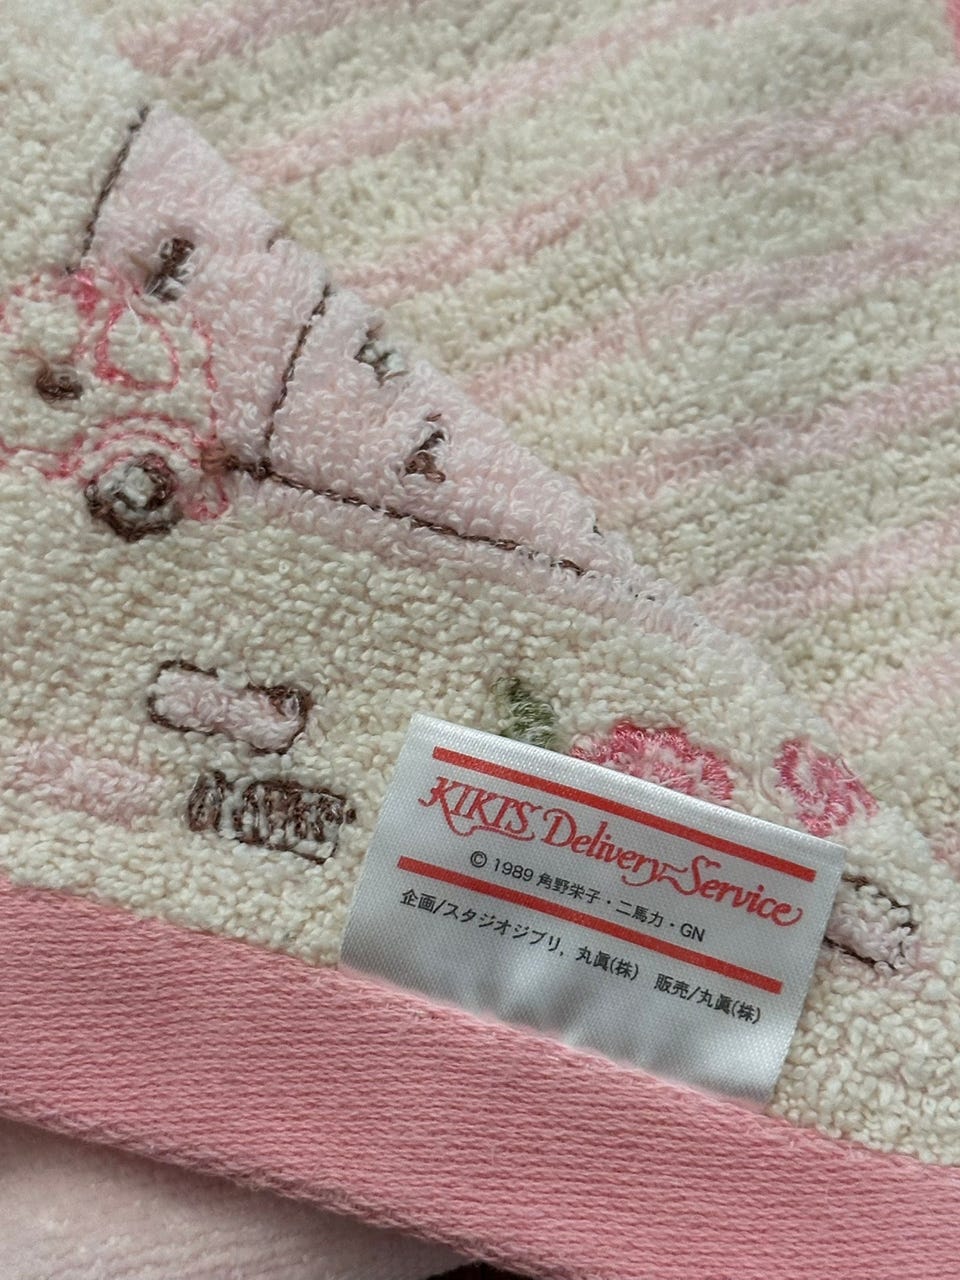 KIKI'S Delivery Service
© 1989 角野栄子・二馬力・GN
企画/スタジオジブリ, 丸眞(株) 販売/丸眞(株)